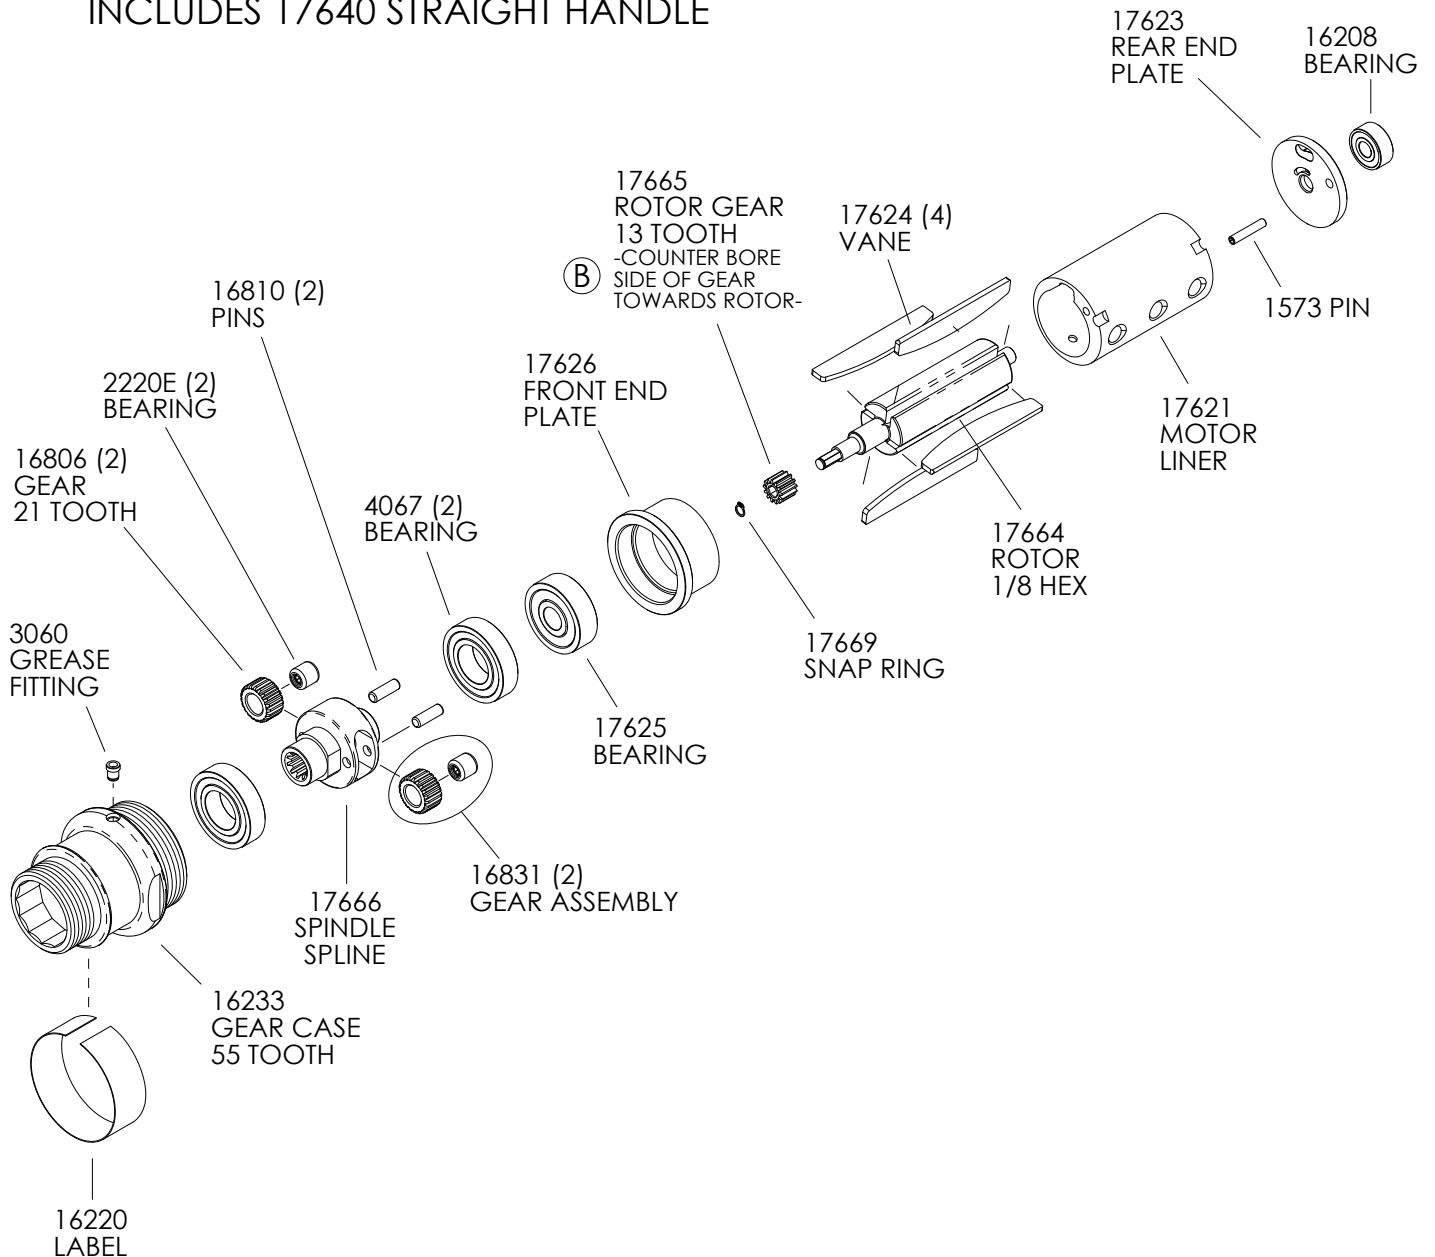 INCLUDES 17640 STRAIGHT HANDLE
17623
REAR END
PLATE
16208
BEARING
17665
ROTOR GEAR
13 TOOTH
-COUNTER BORE
SIDE OF GEAR
TOWARDS ROTOR-
B
17624 (4)
VANE
1573 PIN
16810 (2)
PINS
17626
FRONT END
PLATE
2220E (2)
BEARING
17621
MOTOR
LINER
16806 (2)
GEAR
21 TOOTH
4067 (2)
BEARING
17664
ROTOR
1/8 HEX
3060
GREASE
FITTING
17669
SNAP RING
17625
BEARING
16831 (2)
GEAR ASSEMBLY
17666
SPINDLE
SPLINE
16233
GEAR CASE
55 TOOTH
16220
LABEL